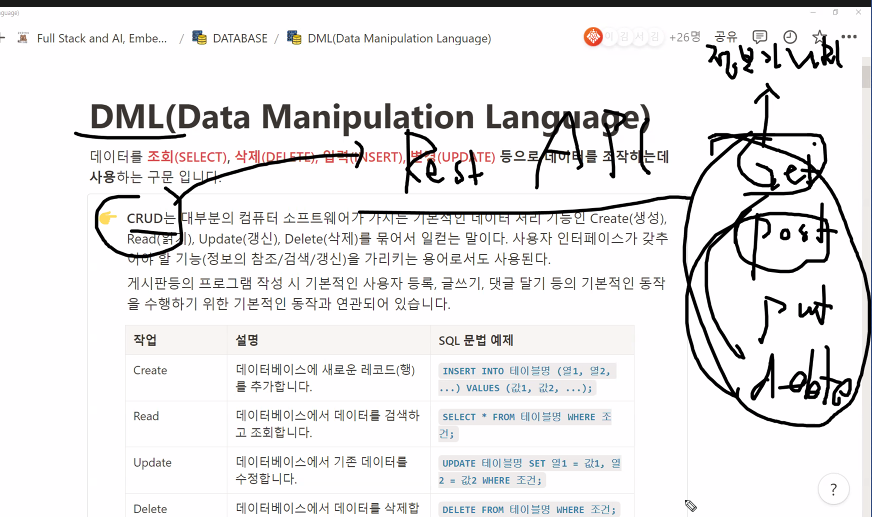 Full Stack and AI, Embe... / DATABASE / DML(Data Manipulation Language) +26명 공유
DML(Data Manipulation Language)
Rest API
데이터를 조회(SELECT), 삭제(DELETE), 입력(INSERT), 변경(UPDATE) 등으로 데이터를 조작하는데
사용하는 구문 입니다.
get
post
put
delete
CRUD는 대부분의 컴퓨터 소프트웨어가 가지는 기본적인 데이터 처리 기능인 Create(생성),
Read(읽기), Update(갱신), Delete(삭제)를 묶어서 일컫는 말이다. 사용자 인터페이스가 갖추
어야 할 기능(정보의 참조/검색/갱신)을 가리키는 용어로서도 사용된다.
게시판등의 프로그램 작성 시 기본적인 사용자 등록, 글쓰기, 댓글 달기 등의 기본적인 동작
을 수행하기 위한 기본적인 동작과 연관되어 있습니다.
작업 설명 SQL 문법 예제
Create 데이터베이스에 새로운 레코드(행)
를 추가합니다.
INSERT INTO 테이블명 (열1, 열2,
...) VALUES (값1, 값2, ...);
Read 데이터베이스에서 데이터를 검색하
고 조회합니다.
SELECT * FROM 테이블명 WHERE 조
건;
Update 데이터베이스에서 기존 데이터를
수정합니다.
UPDATE 테이블명 SET 열1 = 값1, 열
2 = 값2 WHERE 조건;
Delete 데이터베이스에서 데이터를 삭제합
DELETE FROM 테이블명 WHERE 조건;
?